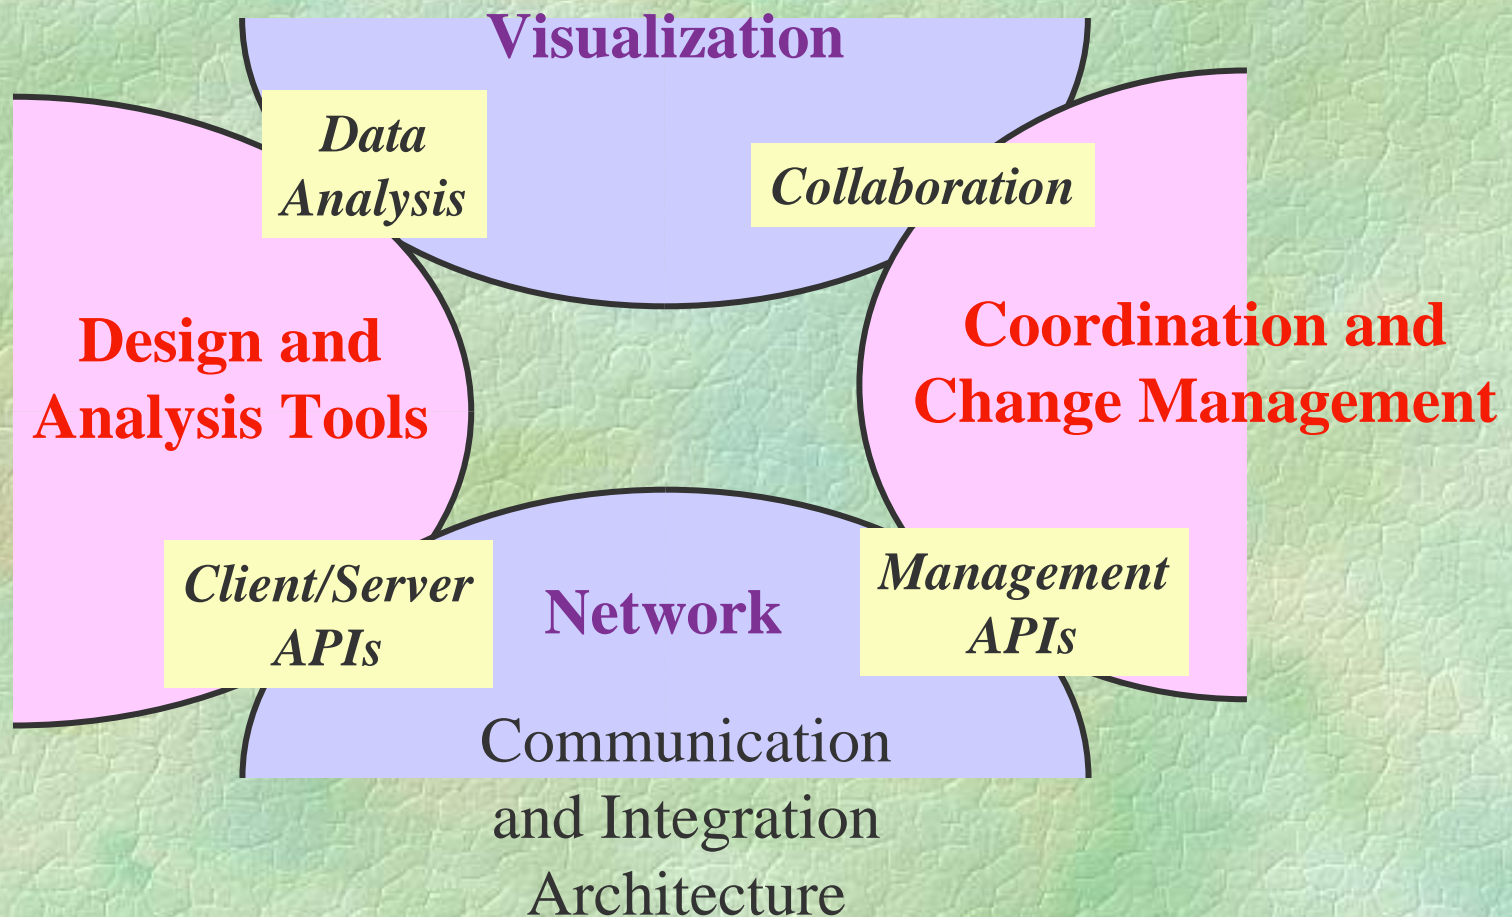 Visualization
Data
Analysis
Collaboration
Design and
Analysis Tools
Coordination and
Change Management
Client/Server
APIs
Network
Management
APIs
Communication
and Integration
Architecture